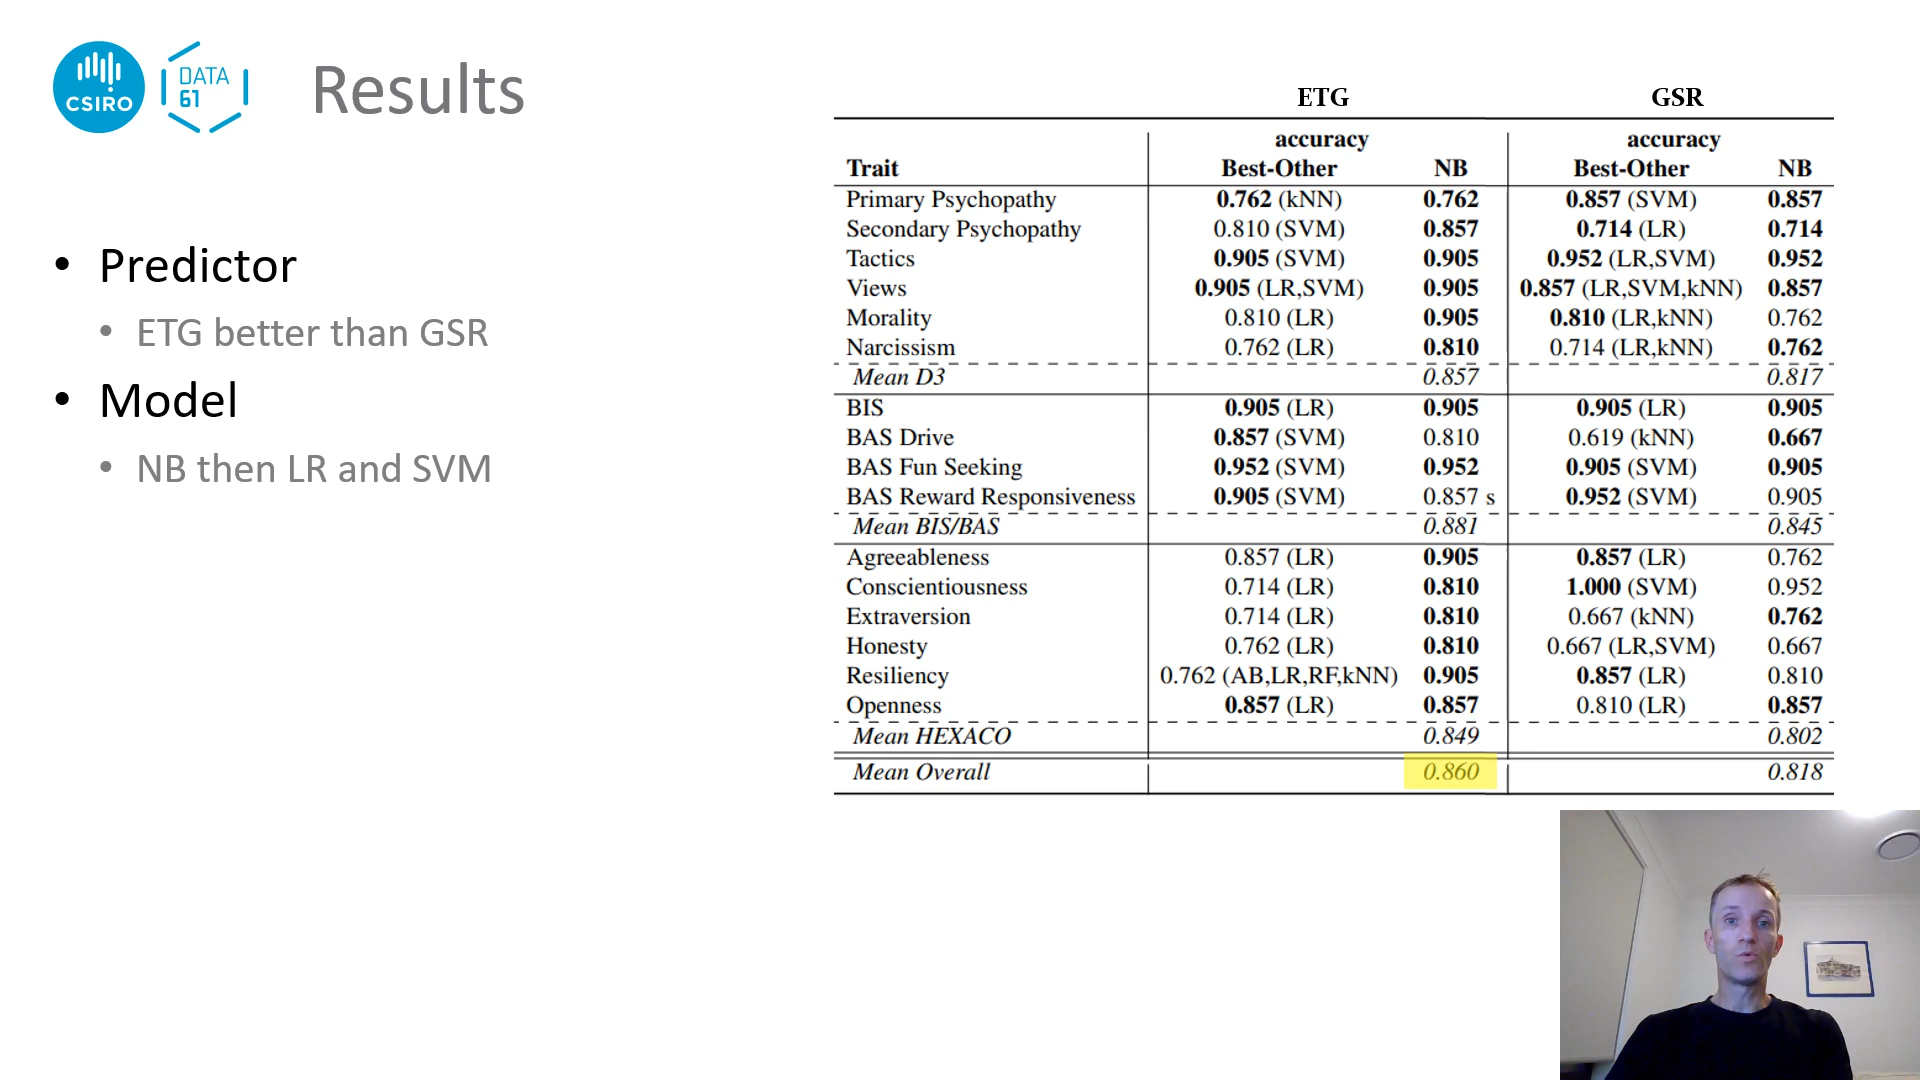 CSIRO
DATA
61
Results
• Predictor
• ETG better than GSR
• Model
• NB then LR and SVM
ETG GSR
accuracy accuracy
Trait Best-Other NB Best-Other NB
Primary Psychopathy 0.762 (kNN) 0.762 0.857 (SVM) 0.857
Secondary Psychopathy 0.810 (SVM) 0.857 0.714 (LR) 0.714
Tactics 0.905 (SVM) 0.905 0.952 (LR,SVM) 0.952
Views 0.905 (LR,SVM) 0.905 0.857 (LR,SVM,kNN) 0.857
Morality 0.810 (LR) 0.905 0.810 (LR,kNN) 0.762
Narcissism 0.762 (LR) 0.810 0.714 (LR,kNN) 0.762
Mean D3 0.857 0.817
BIS 0.905 (LR) 0.905 0.905 (LR) 0.905
BAS Drive 0.857 (SVM) 0.810 0.619 (kNN) 0.667
BAS Fun Seeking 0.952 (SVM) 0.952 0.905 (SVM) 0.905
BAS Reward Responsiveness 0.905 (SVM) 0.857 s 0.952 (SVM) 0.905
Mean BIS/BAS 0.881 0.845
Agreeableness 0.857 (LR) 0.905 0.857 (LR) 0.762
Conscientiousness 0.714 (LR) 0.810 1.000 (SVM) 0.952
Extraversion 0.714 (LR) 0.810 0.667 (kNN) 0.762
Honesty 0.762 (LR) 0.810 0.667 (LR,SVM) 0.667
Resiliency 0.762 (AB,LR,RF,kNN) 0.905 0.857 (LR) 0.810
Openness 0.857 (LR) 0.857 0.810 (LR) 0.857
Mean HEXACO 0.849 0.802
Mean Overall 0.860 0.818